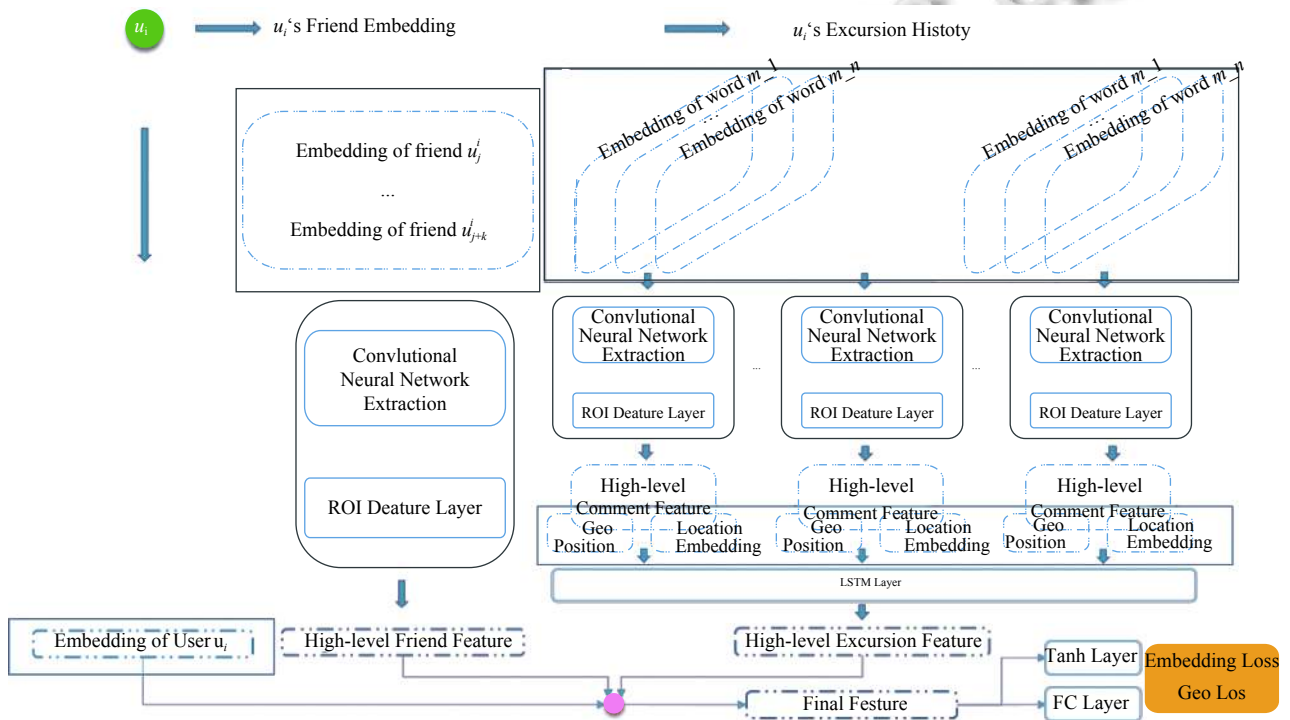 ui
ui‘s Friend Embedding
ui‘s Excursion Histoty
Embedding of friend u_j^i
...
Embedding of friend u_{j+k}^i
Embedding of word m_1
...
Embedding of word m_n
Embedding of word m_1
... ...
Embedding of word m_n
Convlutional
Neural Network
Extraction
ROI Deature Layer
Convlutional
Neural Network
Extraction
ROI Deature Layer
...
Convlutional
Neural Network
Extraction
ROI Deature Layer
...
Convlutional
Neural Network
Extraction
ROI Deature Layer
High-level
Comment Feature
Geo
Position
Location
Embedding
High-level
Comment Feature
Geo
Position
Location
Embedding
High-level
Comment Feature
Geo
Position
Location
Embedding
LSTM Layer
Embedding of User ui
High-level Friend Feature
High-level Excursion Feature
Final Festure
Tanh Layer
FC Layer
Embedding Loss
Geo Los